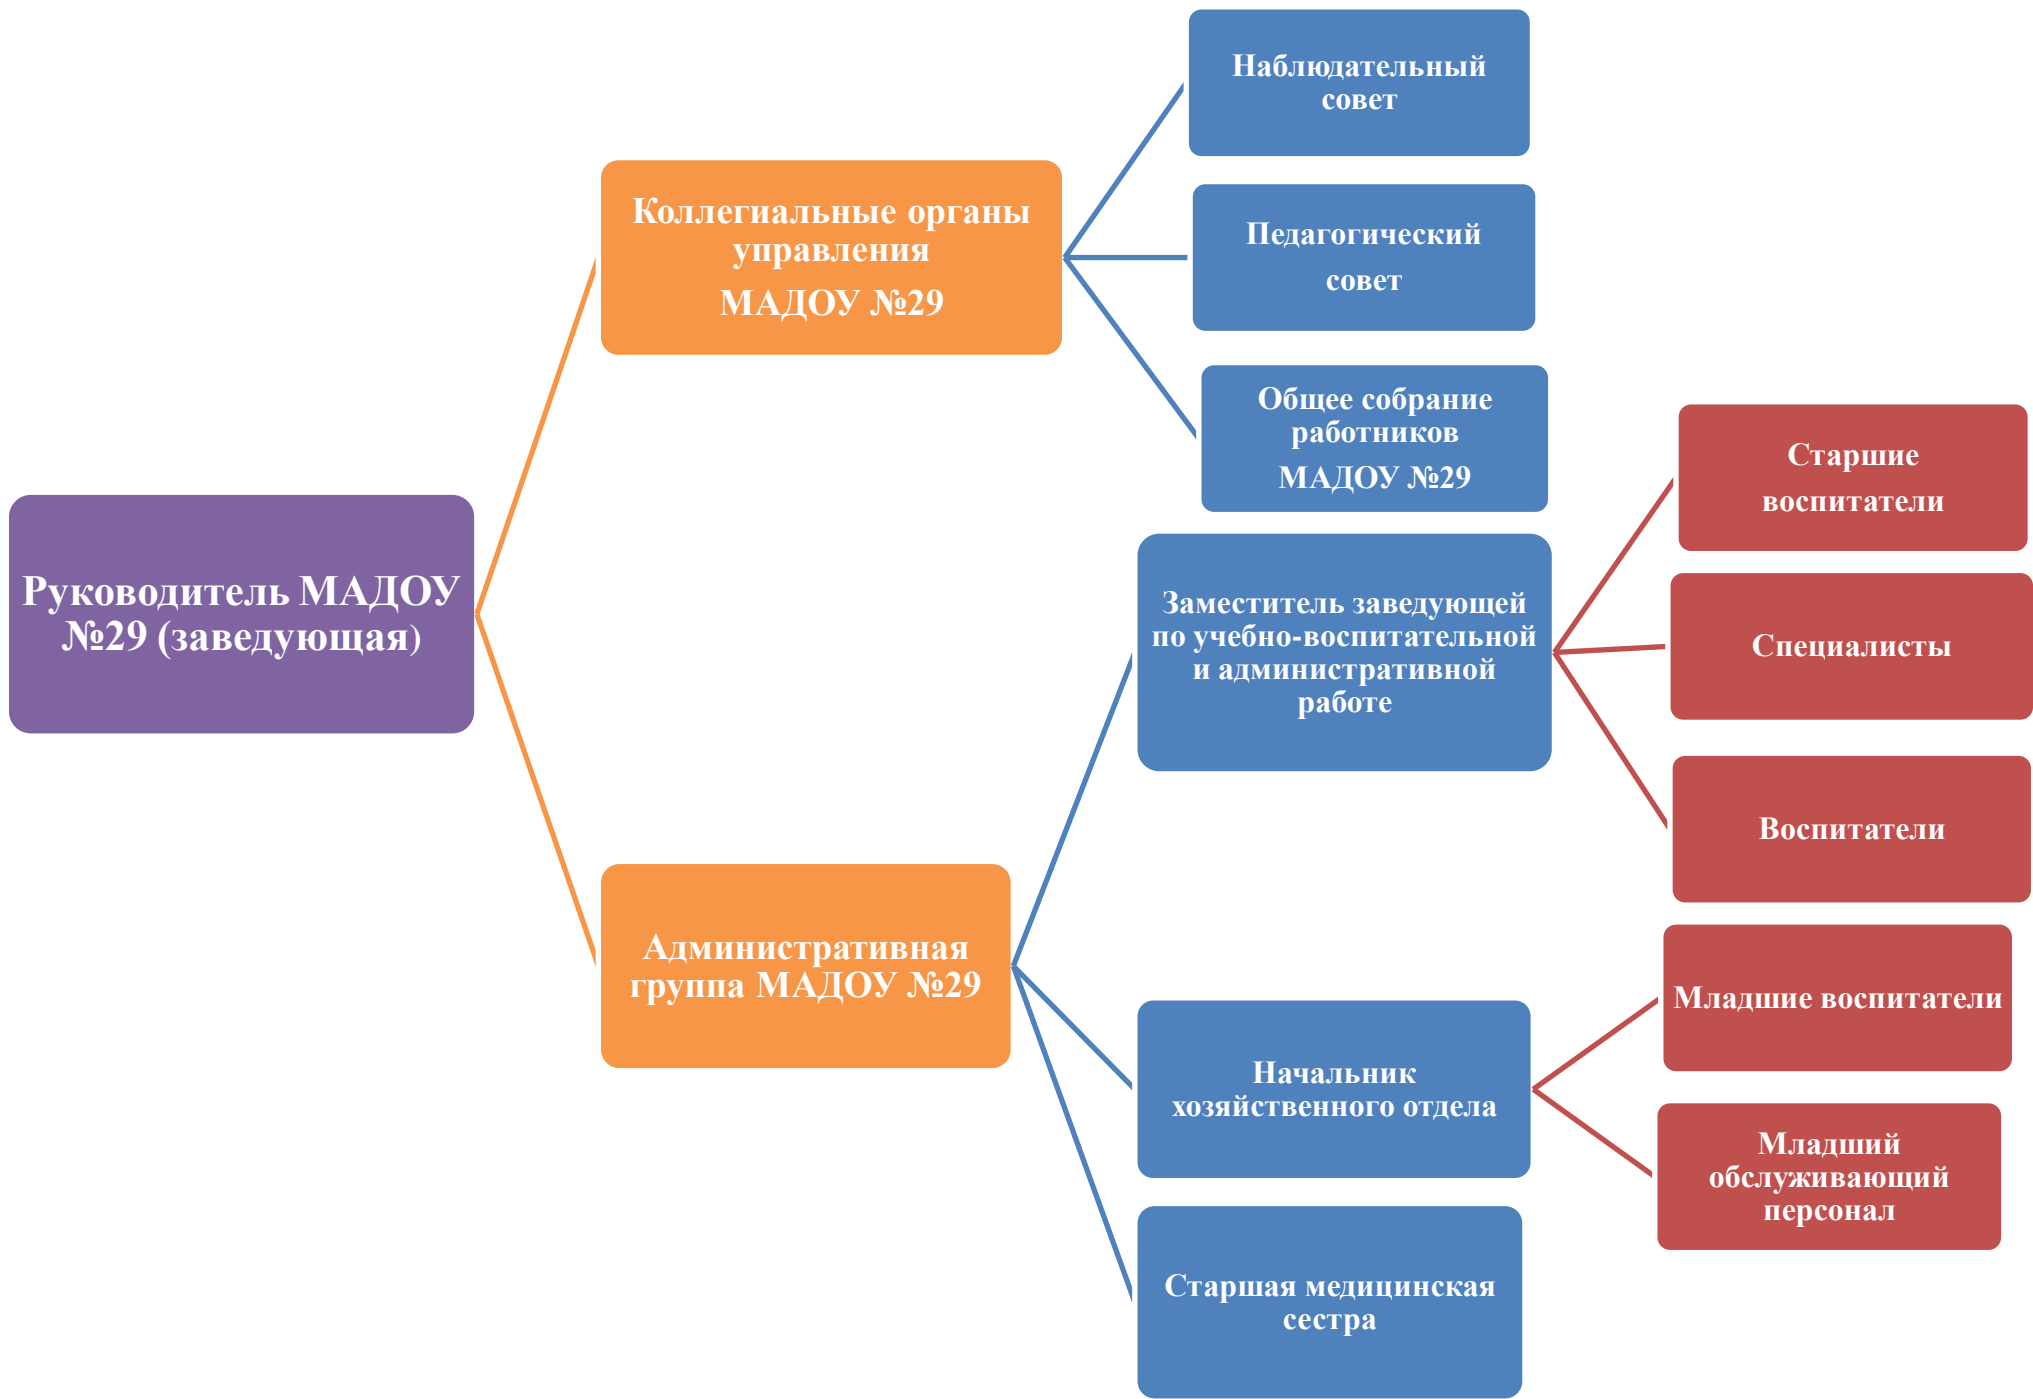 Руководитель МАДОУ
№29 (заведующая)
Коллегиальные органы
управления
МАДОУ №29
Наблюдательный
совет
Педагогический
совет
Общее собрание
работников
МАДОУ №29
Административная
группа МАДОУ №29
Заместитель заведующей
по учебно-воспитательной
и административной
работе
Старшие
воспитатели
Специалисты
Воспитатели
Начальник
хозяйственного отдела
Младшие воспитатели
Младший
обслуживающий
персонал
Старшая медицинская
сестра